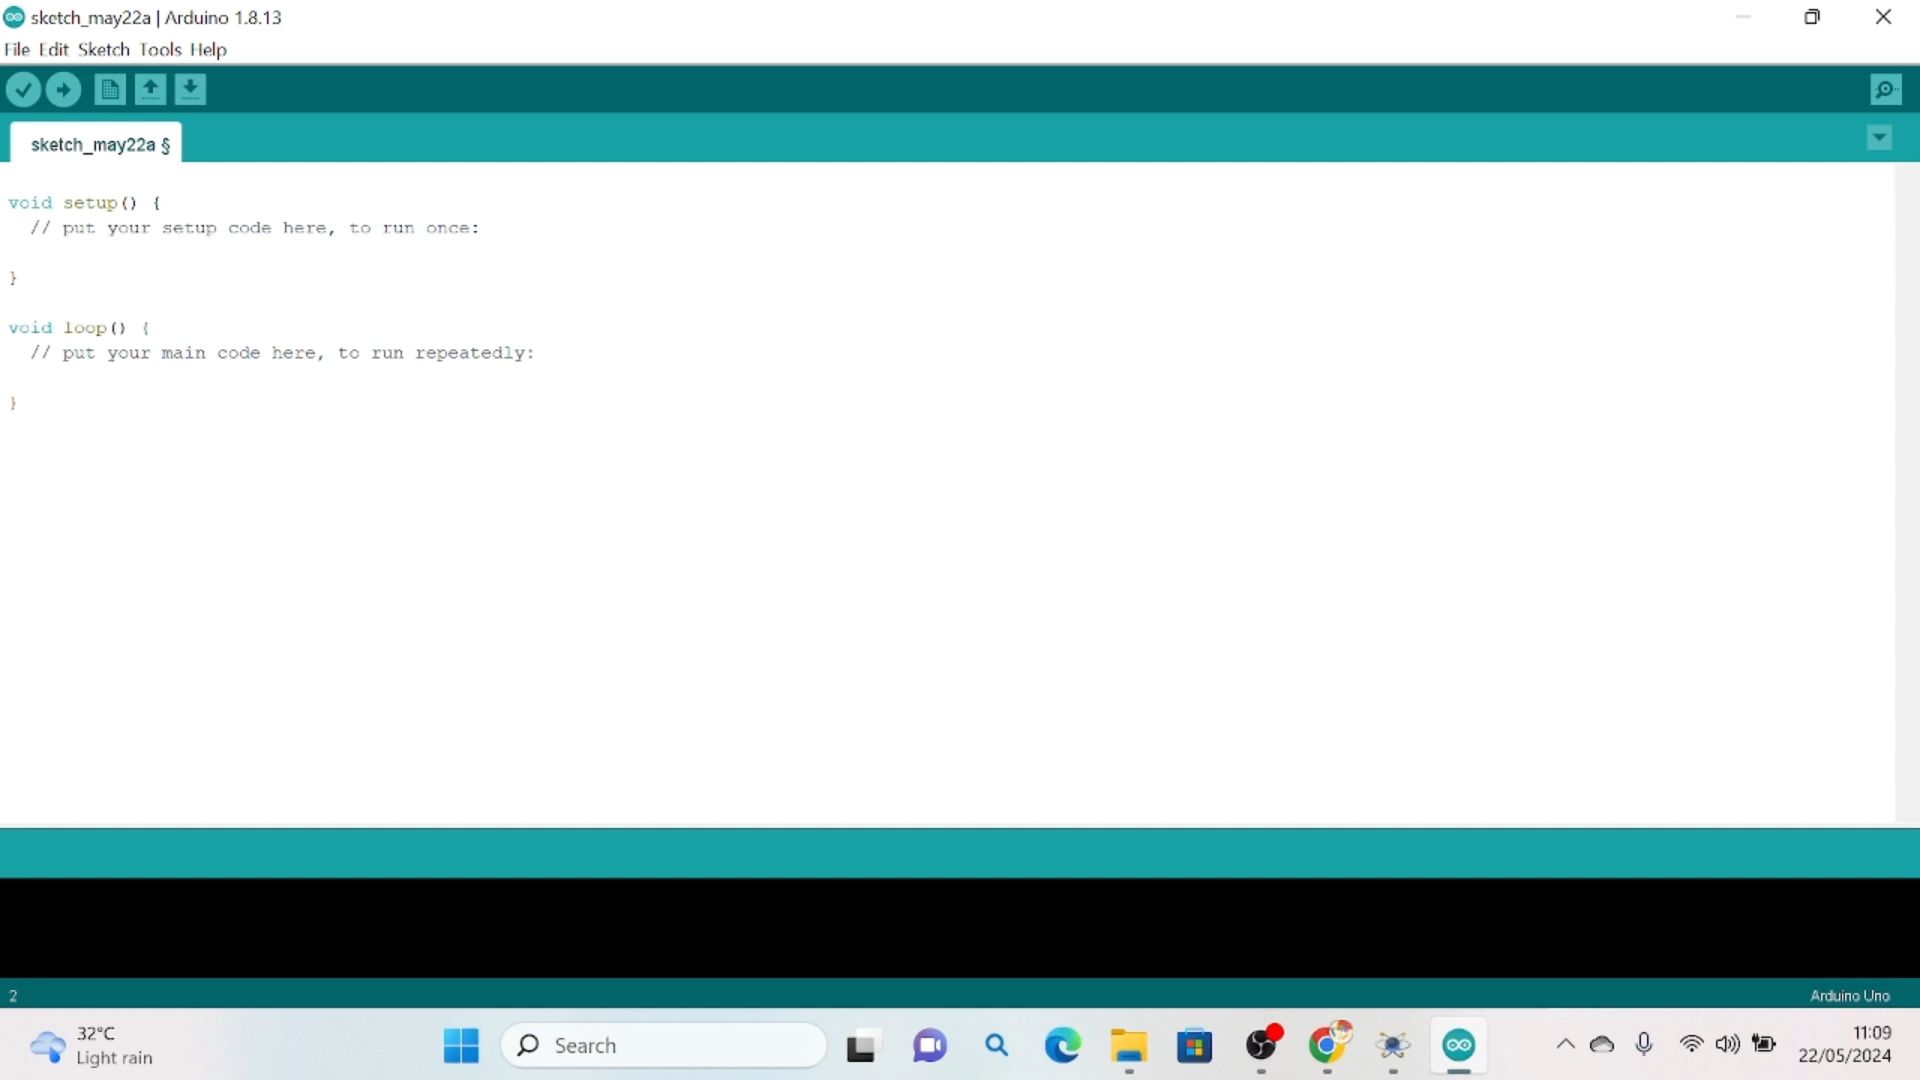 sketch_may22a | Arduino 1.8.13
File Edit Sketch Tools Help
sketch_may22a §
void setup() {
// put your setup code here, to run once:
}
void loop() {
// put your main code here, to run repeatedly:
}
2
Arduino Uno
32°C
Light rain
Search
11:09
22/05/2024